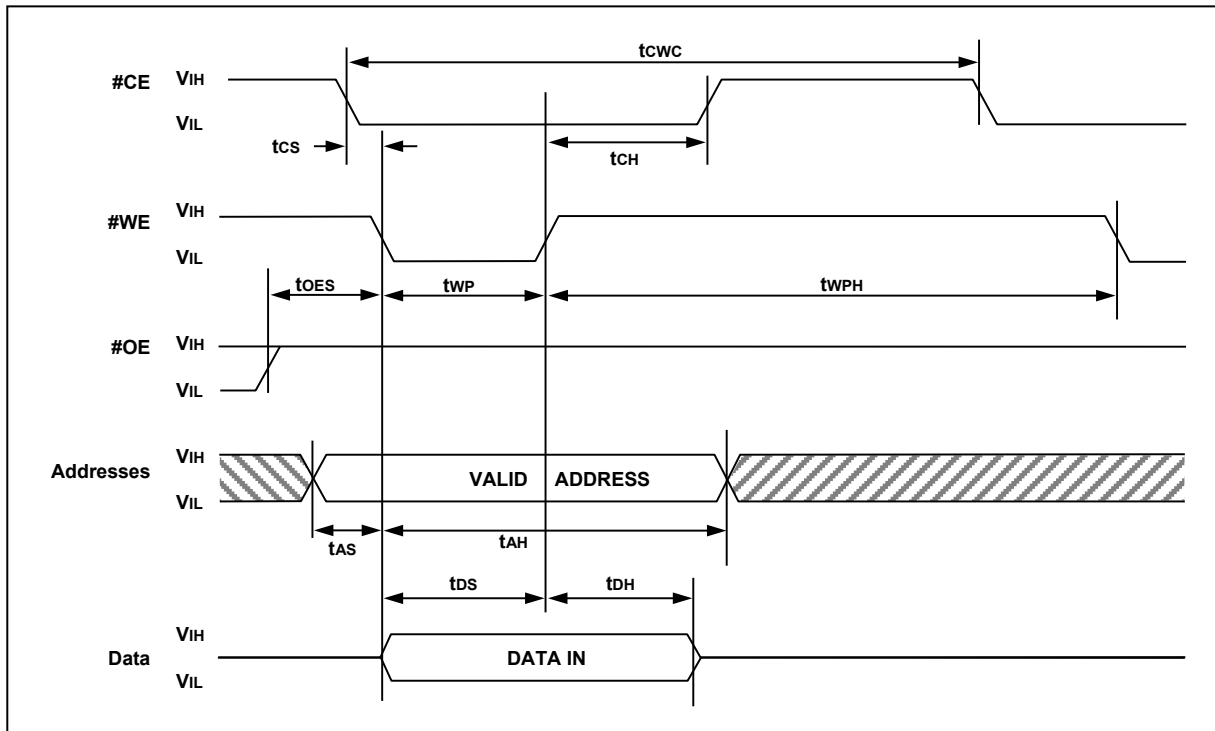 tCWC
#CE VIH
VIL
tCS
tCH
#WE VIH
VIL
tOES
tWP
tWPH
#OE VIH
VIL
Addresses VIH
VIL
VALID ADDRESS
tAS
tAH
tDS
tDH
Data VIH
VIL
DATA IN